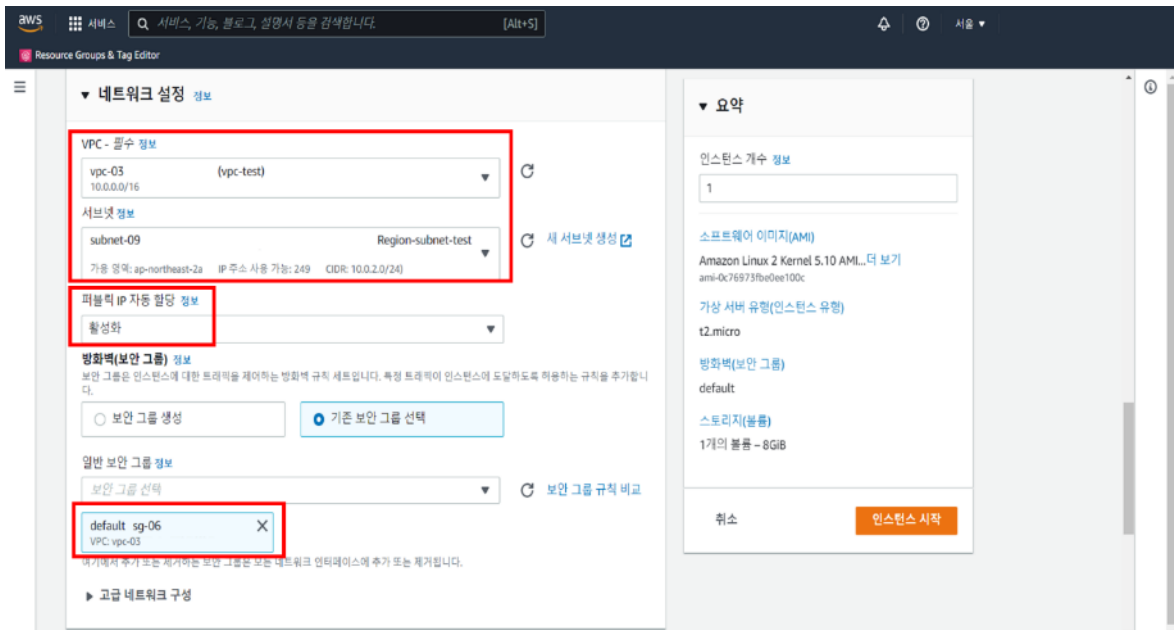 aws
서비스
서비스, 기능, 블로그, 설명서 등을 검색합니다.
[Alt+S]
서울 ▼
Resource Groups & Tag Editor
▼ 네트워크 설정 정보
VPC - 필수 정보
vpc-03 (vpc-test)
10.0.0.0/16
서브넷 정보
subnet-09 Region-subnet-test
가용 영역: ap-northeast-2a IP 주소 사용 가능: 249 CIDR: 10.0.2.0/24)
새 서브넷 생성
퍼블릭 IP 자동 할당 정보
활성화
방화벽(보안 그룹) 정보
보안 그룹은 인스턴스에 대한 트래픽을 제어하는 방화벽 규칙 세트입니다. 특정 트래픽이 인스턴스에 도달하도록 허용하는 규칙을 추가합니
다.
보안 그룹 생성
기존 보안 그룹 선택
일반 보안 그룹 정보
보안 그룹 선택
보안 그룹 규칙 비교
default sg-06
VPC: vpc-03
여기에서 추가 또는 제거하는 보안 그룹은 모든 네트워크 인터페이스에 추가 또는 제거됩니다.
▶ 고급 네트워크 구성
▼ 요약
인스턴스 개수 정보
1
소프트웨어 이미지(AMI)
Amazon Linux 2 Kernel 5.10 AMI...더 보기
ami-0c76973fbe0ee100c
가상 서버 유형(인스턴스 유형)
t2.micro
방화벽(보안 그룹)
default
스토리지(볼륨)
1개의 볼륨 – 8GiB
취소
인스턴스 시작